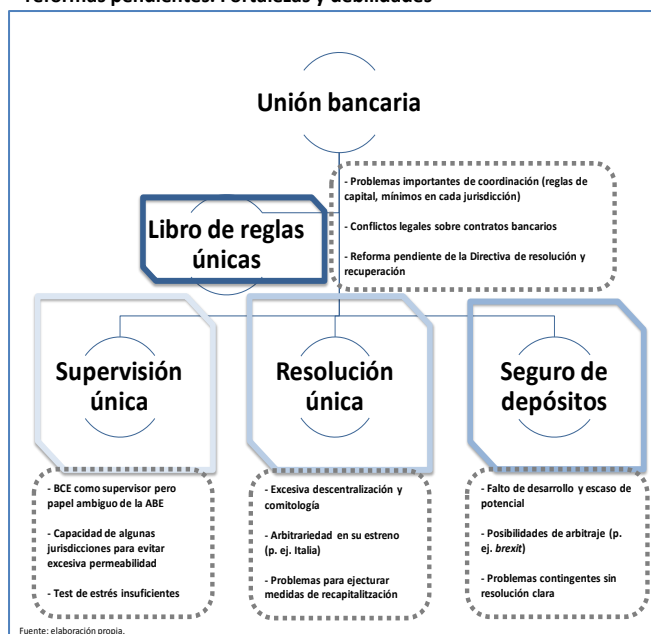 reformas pendientes: Fortalezas y debilidades
Unión bancaria
- Problemas importantes de coordinación (reglas de
capital, mínimos en cada jurisdicción)
- Conflictos legales sobre contratos bancarios
- Reforma pendiente de la Directiva de resolución y
recuperación
Libro de reglas
únicas
Supervisión
única
Resolución
única
Seguro de
depósitos
- BCE como supervisor pero
papel ambiguo de la ABE
- Capacidad de algunas
jurisdicciones para evitar
excesiva permeabilidad
- Test de estrés insuficientes
- Excesiva descentralización y
comitología
- Arbitrariedad en su estreno
(p. ej. Italia)
- Problemas para ejecturar
medidas de recapitalitzación
- Falto de desarrollo y escaso de
potencial
- Posibilidades de arbitraje (p.
ej. brexit)
- Problemas contingentes sin
resolución clara
Fuente: elaboración propia.